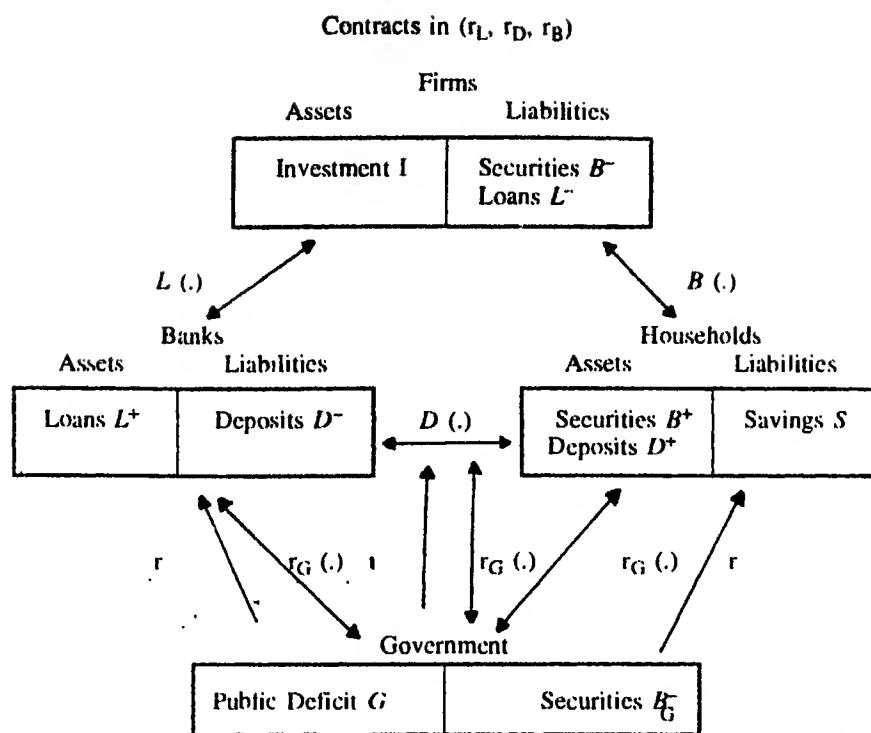 Contracts in (r_L, r_D, r_B)
Firms
Assets Liabilities
Investment I Securities B⁻
Loans L⁻
L (.) B (.)
Banks Households
Assets Liabilities Assets Liabilities
Loans L⁺ Deposits D⁻ D (.) Securities B⁺ Savings S
Deposits D⁺
r r_G (.) r_G (.) r_G (.) r
Government
Public Deficit G Securities B_G⁻